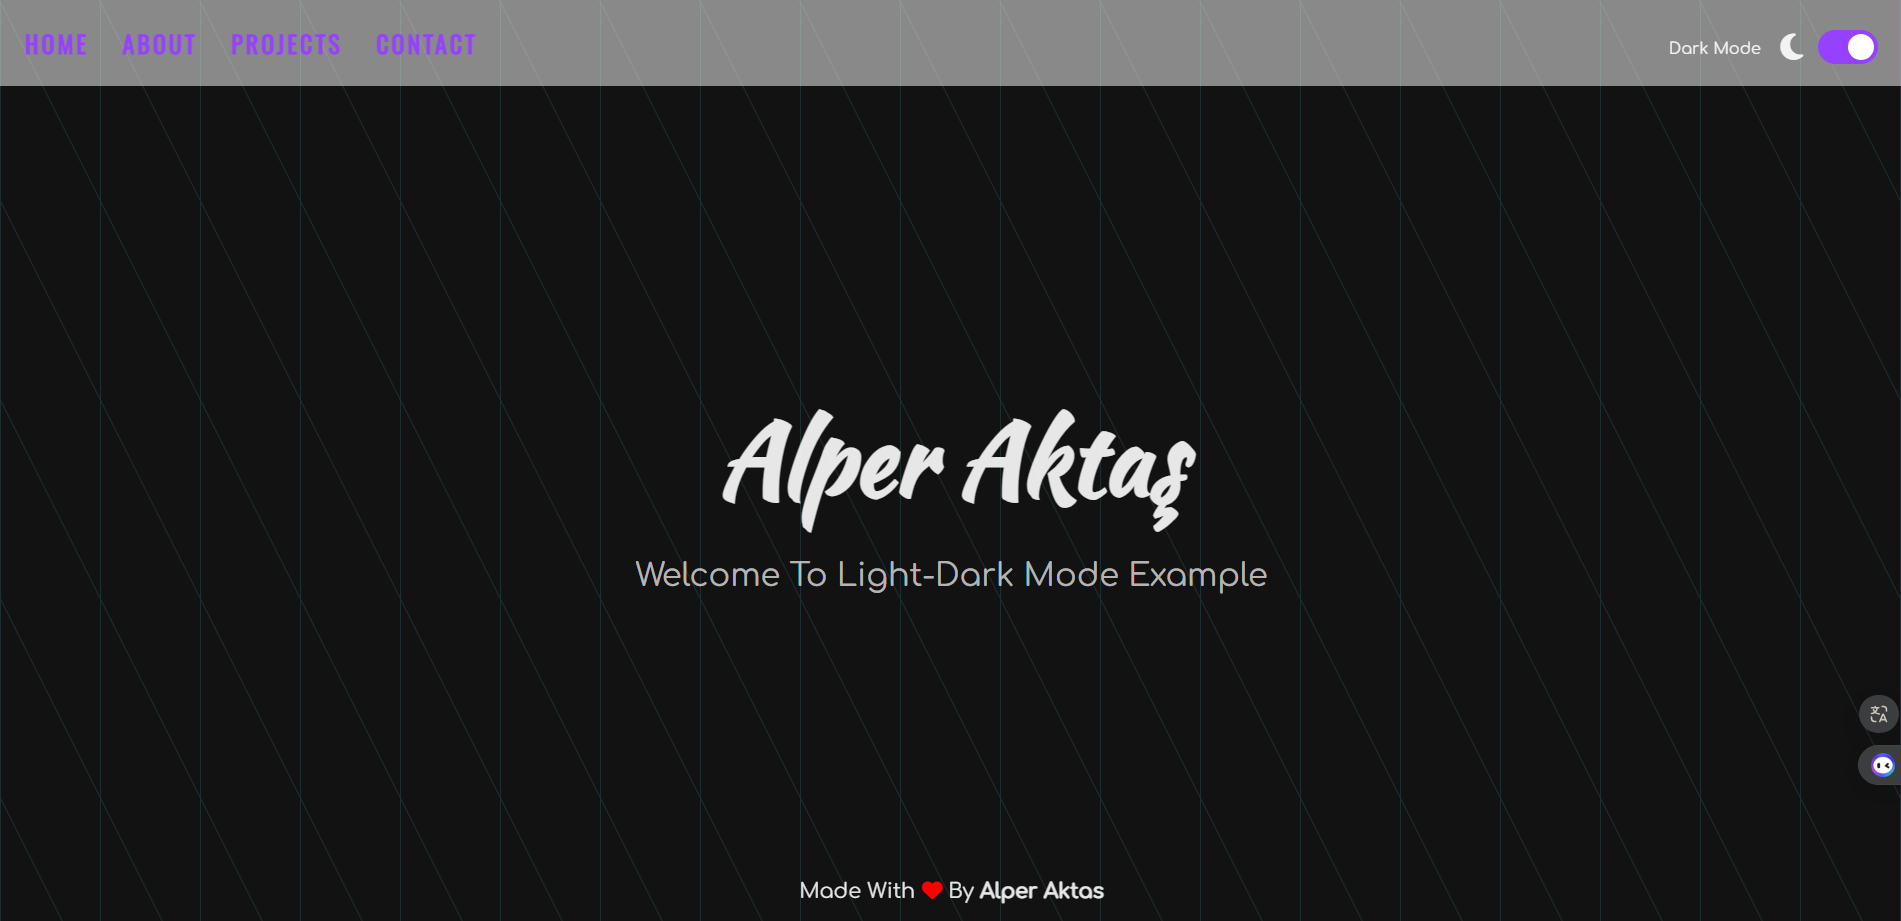 HOME ABOUT PROJECTS CONTACT Dark Mode
Alper Aktaş
Welcome To Light-Dark Mode Example
Made With By Alper Aktas